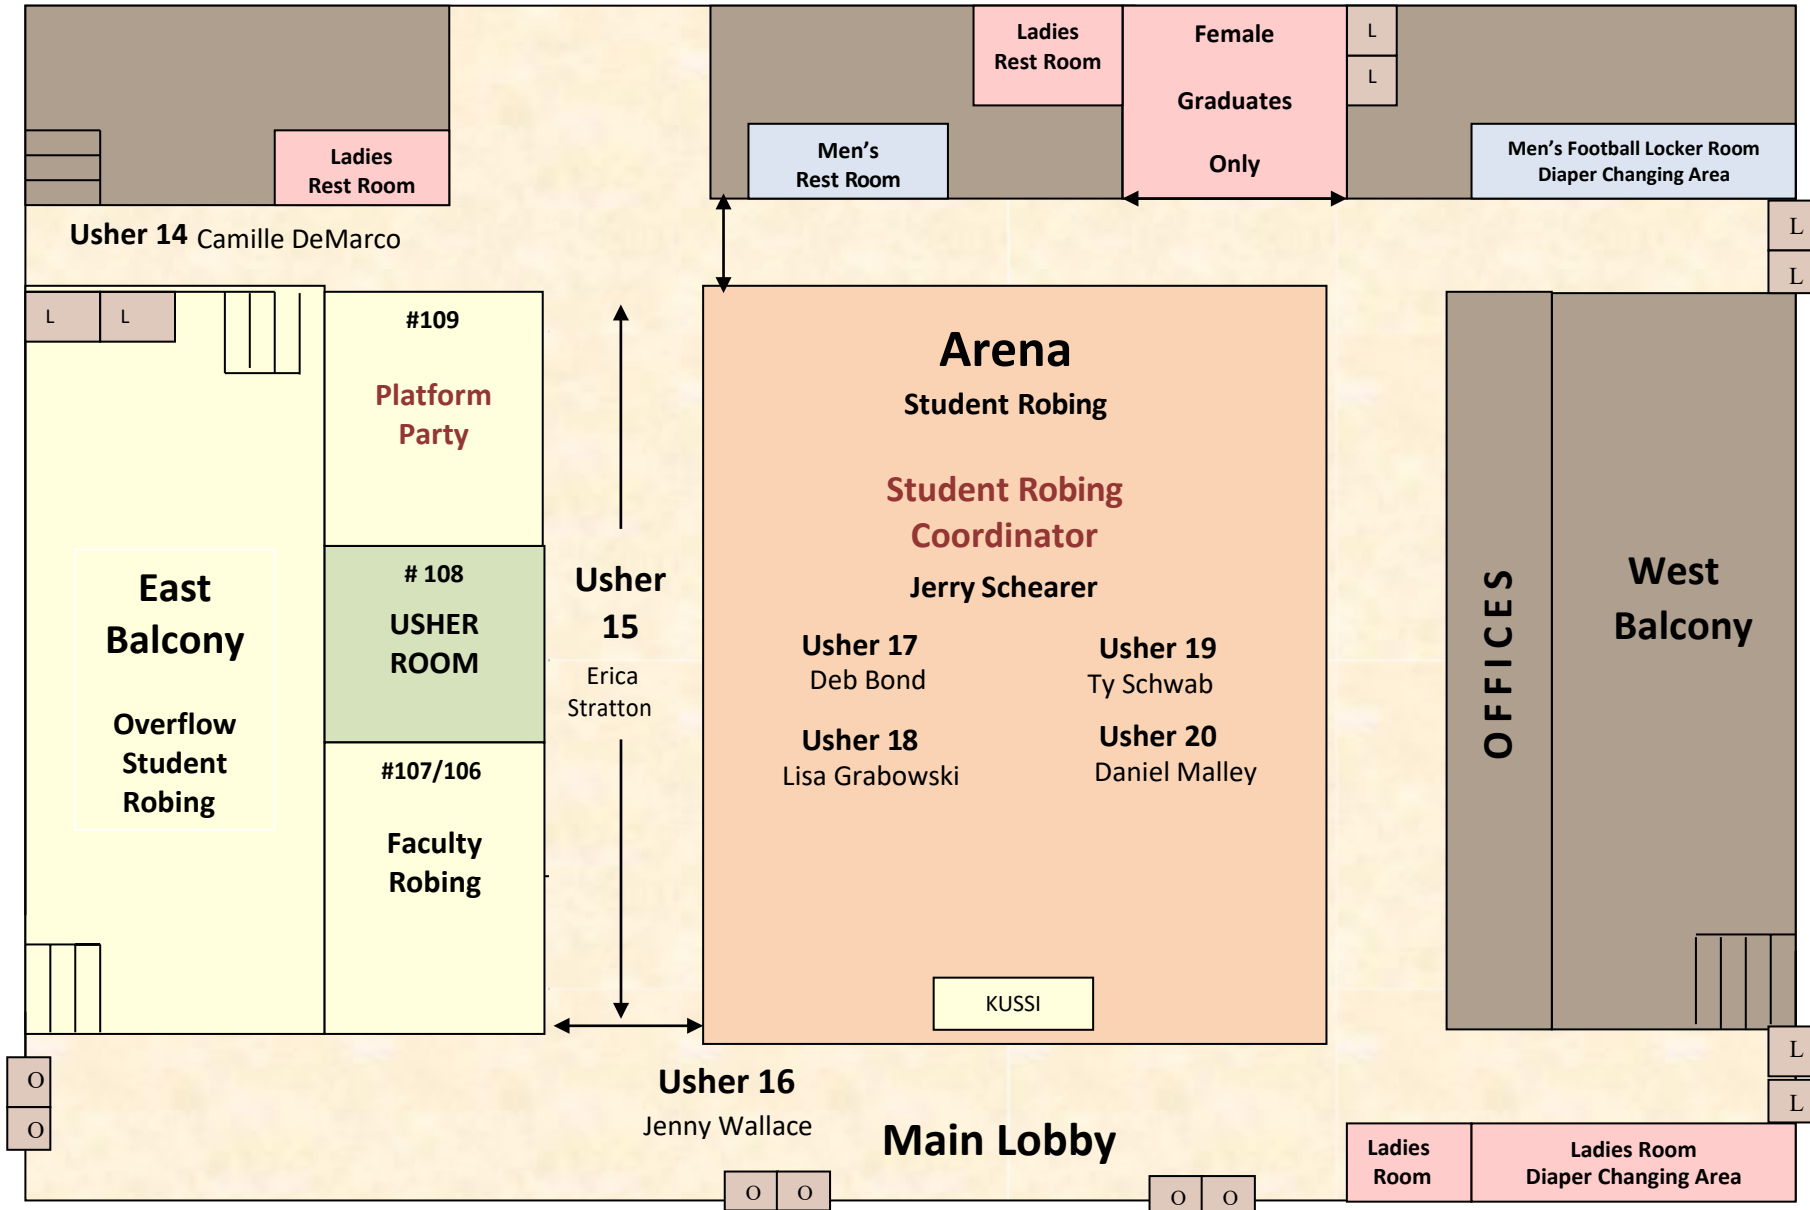 Ladies
Rest Room
Female
Graduates
Only
L
L
Ladies
Rest Room
Men’s
Rest Room
Men’s Football Locker Room
Diaper Changing Area
Usher 14 Camille DeMarco
L
L
L L
#109
Platform
Party
Arena
Student Robing
Student Robing
Coordinator
Jerry Schearer
East
Balcony
Overflow
Student
Robing
# 108
USHER
ROOM
Usher
15
Erica
Stratton
Usher 17
Deb Bond
Usher 19
Ty Schwab
Usher 18
Lisa Grabowski
Usher 20
Daniel Malley
OFFICES
West
Balcony
#107/106
Faculty
Robing
KUSSI
O
O
Usher 16
Jenny Wallace
Main Lobby
L
L
Ladies
Room
Ladies Room
Diaper Changing Area
O O
O O